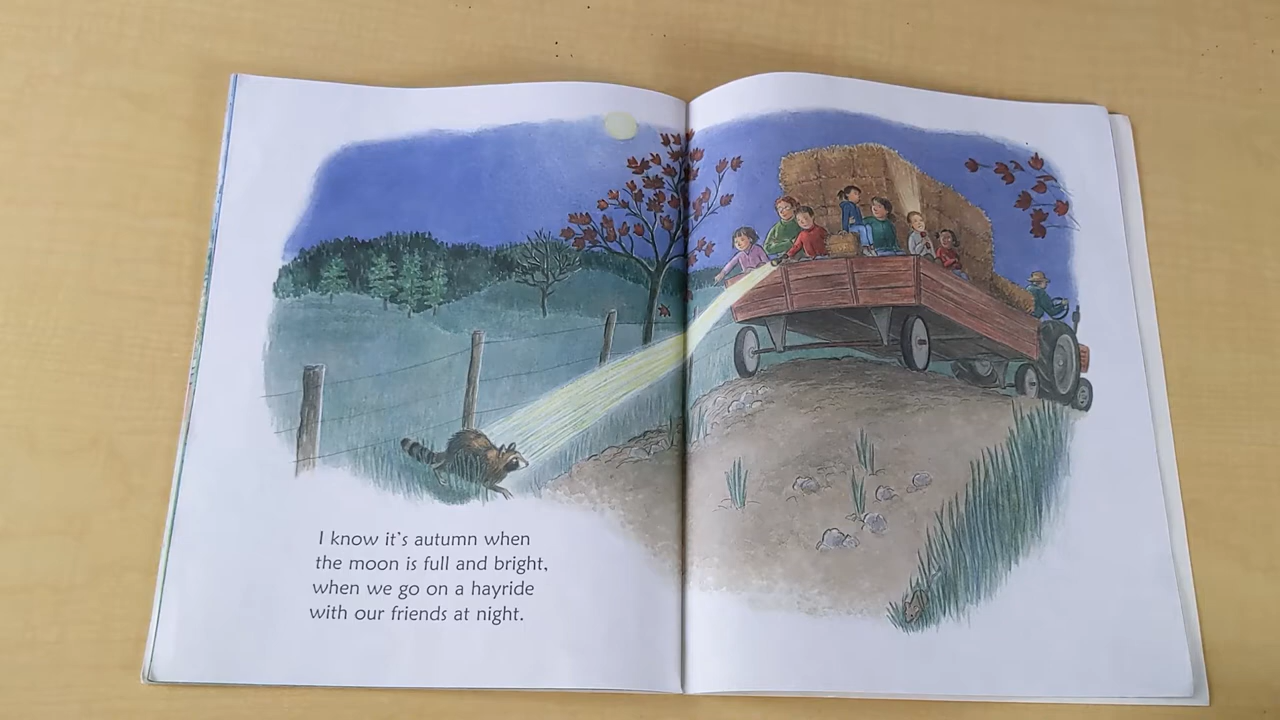 I know it's autumn when
the moon is full and bright,
when we go on a hayride
with our friends at night.